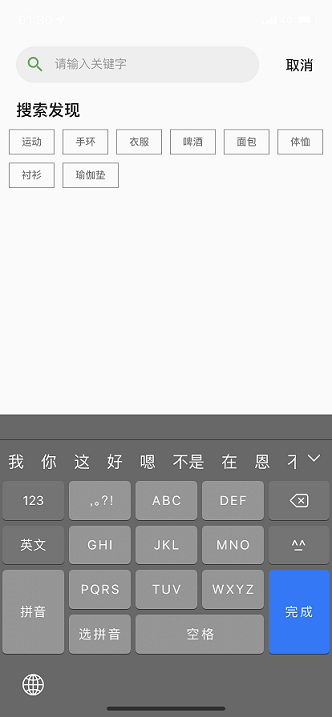 请输入关键字 取消
搜索发现
运动 手环 衣服 啤酒 面包 体恤
衬衫 瑜伽垫
我 你 这 好 嗯 不是 在 恩
123 ,。?! ABC DEF
英文 GHI JKL MNO ^^
拼音 PQRS TUV WXYZ 完成
选拼音 空格